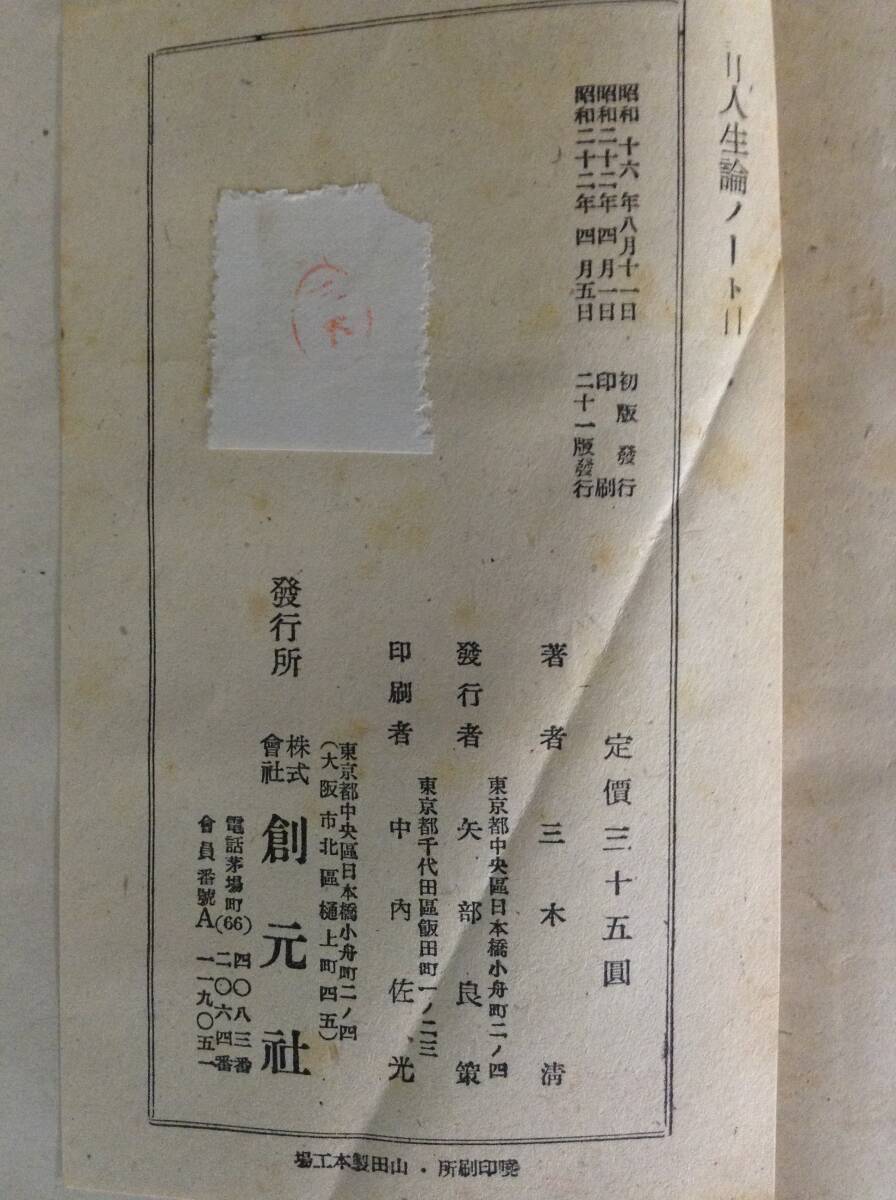 ॥人生論ノート॥
昭和十六年八月十一日 初版發行
昭和二十二年四月一日 印刷
昭和二十二年四月五日 二十一版發行
定價三十五圓
著者 三木清
東京都中央區日本橋小舟町二ノ四
發行者 矢部良策
東京都千代田區飯田町一ノ二三
印刷者 中內佐光
東京都中央區日本橋小舟町二ノ四
(大阪市北區樋上町四五)
發行所 株式會社 創元社
電話茅場町(66) 四〇八三番
二〇六四番
會員番號A 一一九〇五一
場工本製田山・所刷印曉
三木